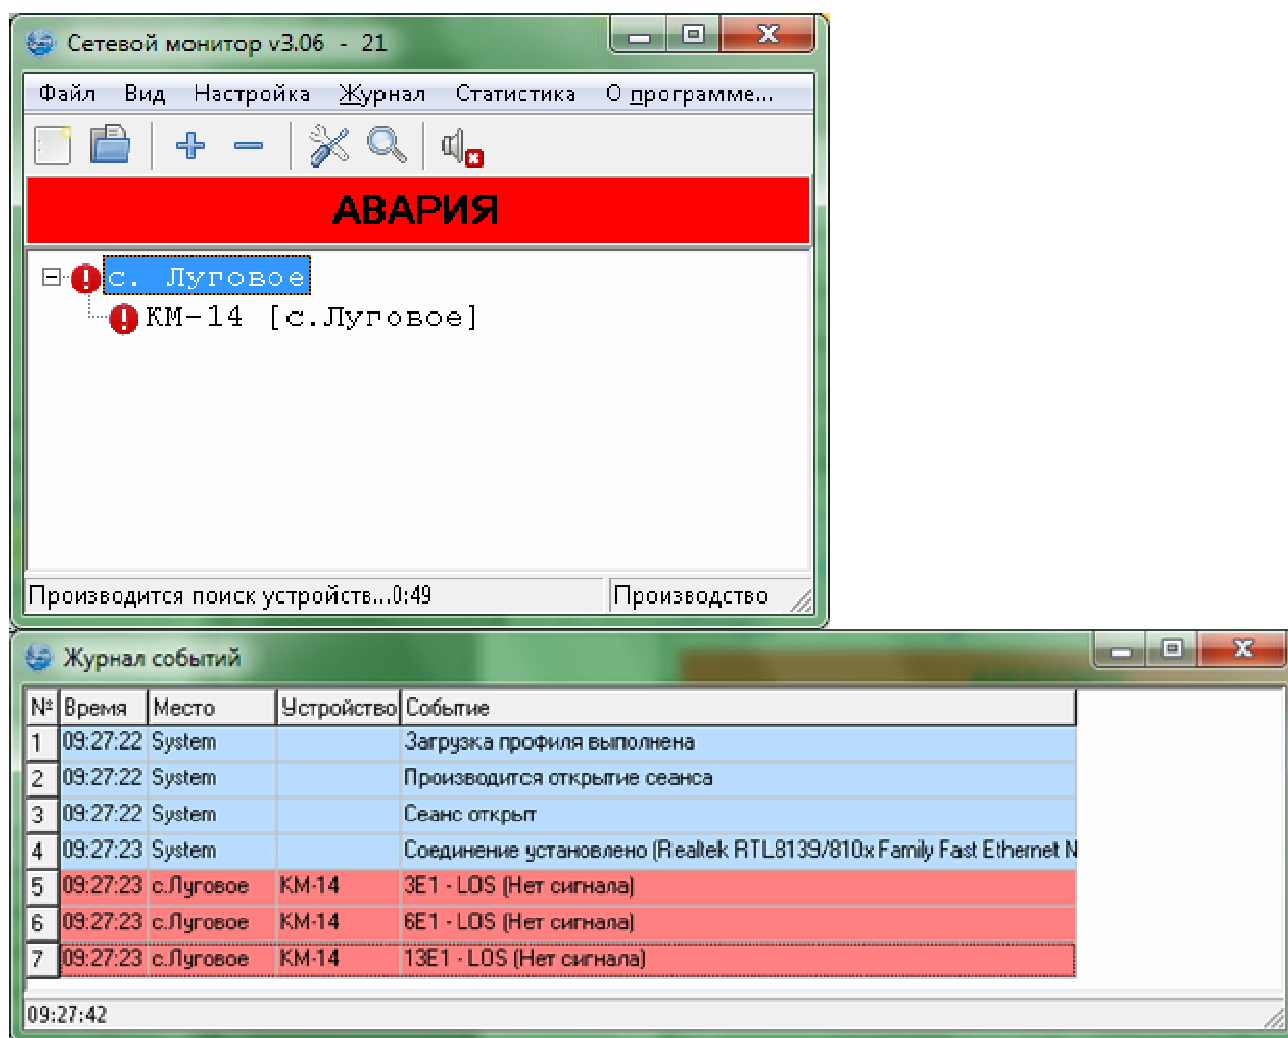 Сетевой монитор v3.06 - 21
Файл Вид Настройка Журнал Статистика О программе...
АВАРИЯ
с. Луговое
КМ-14 [с.Луговое]
Производится поиск устройств...0:49 Производство
Журнал событий
№ Время Место Устройство Событие
1 09:27:22 System Загрузка профиля выполнена
2 09:27:22 System Производится открытие сеанса
3 09:27:22 System Сеанс открыт
4 09:27:23 System Соединение установлено (Realtek RTL8139/810x Family Fast Ethernet N
5 09:27:23 с.Луговое КМ-14 3E1 - LOS (Нет сигнала)
6 09:27:23 с.Луговое КМ-14 6E1 - LOS (Нет сигнала)
7 09:27:23 с.Луговое КМ-14 13E1 - LOS (Нет сигнала)
09:27:42